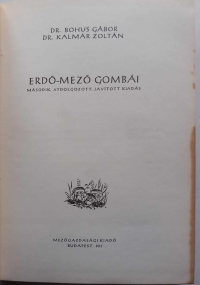 DR. BOHUS GÁBOR
DR. KALMÁR ZOLTÁN
ERDŐ-MEZŐ GOMBÁI
MÁSODIK, ÁTDOLGOZOTT, JAVÍTOTT KIADÁS
MEZŐGAZDASÁGI KIADÓ
BUDAPEST